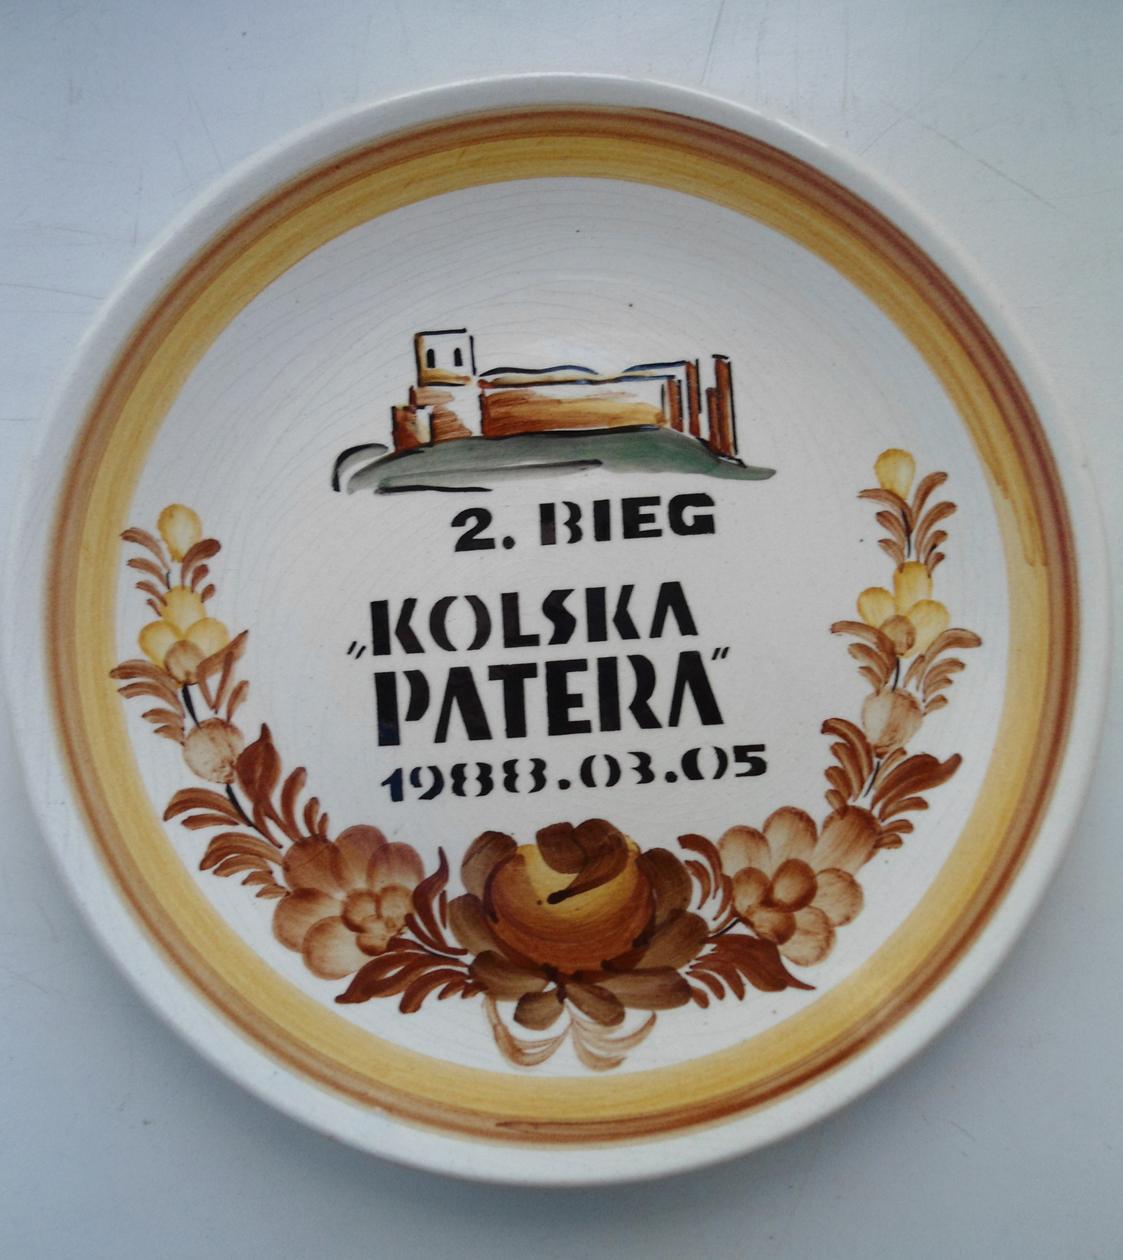 2. BIEG
„KOLSKA
PATERA”
1988.03.05